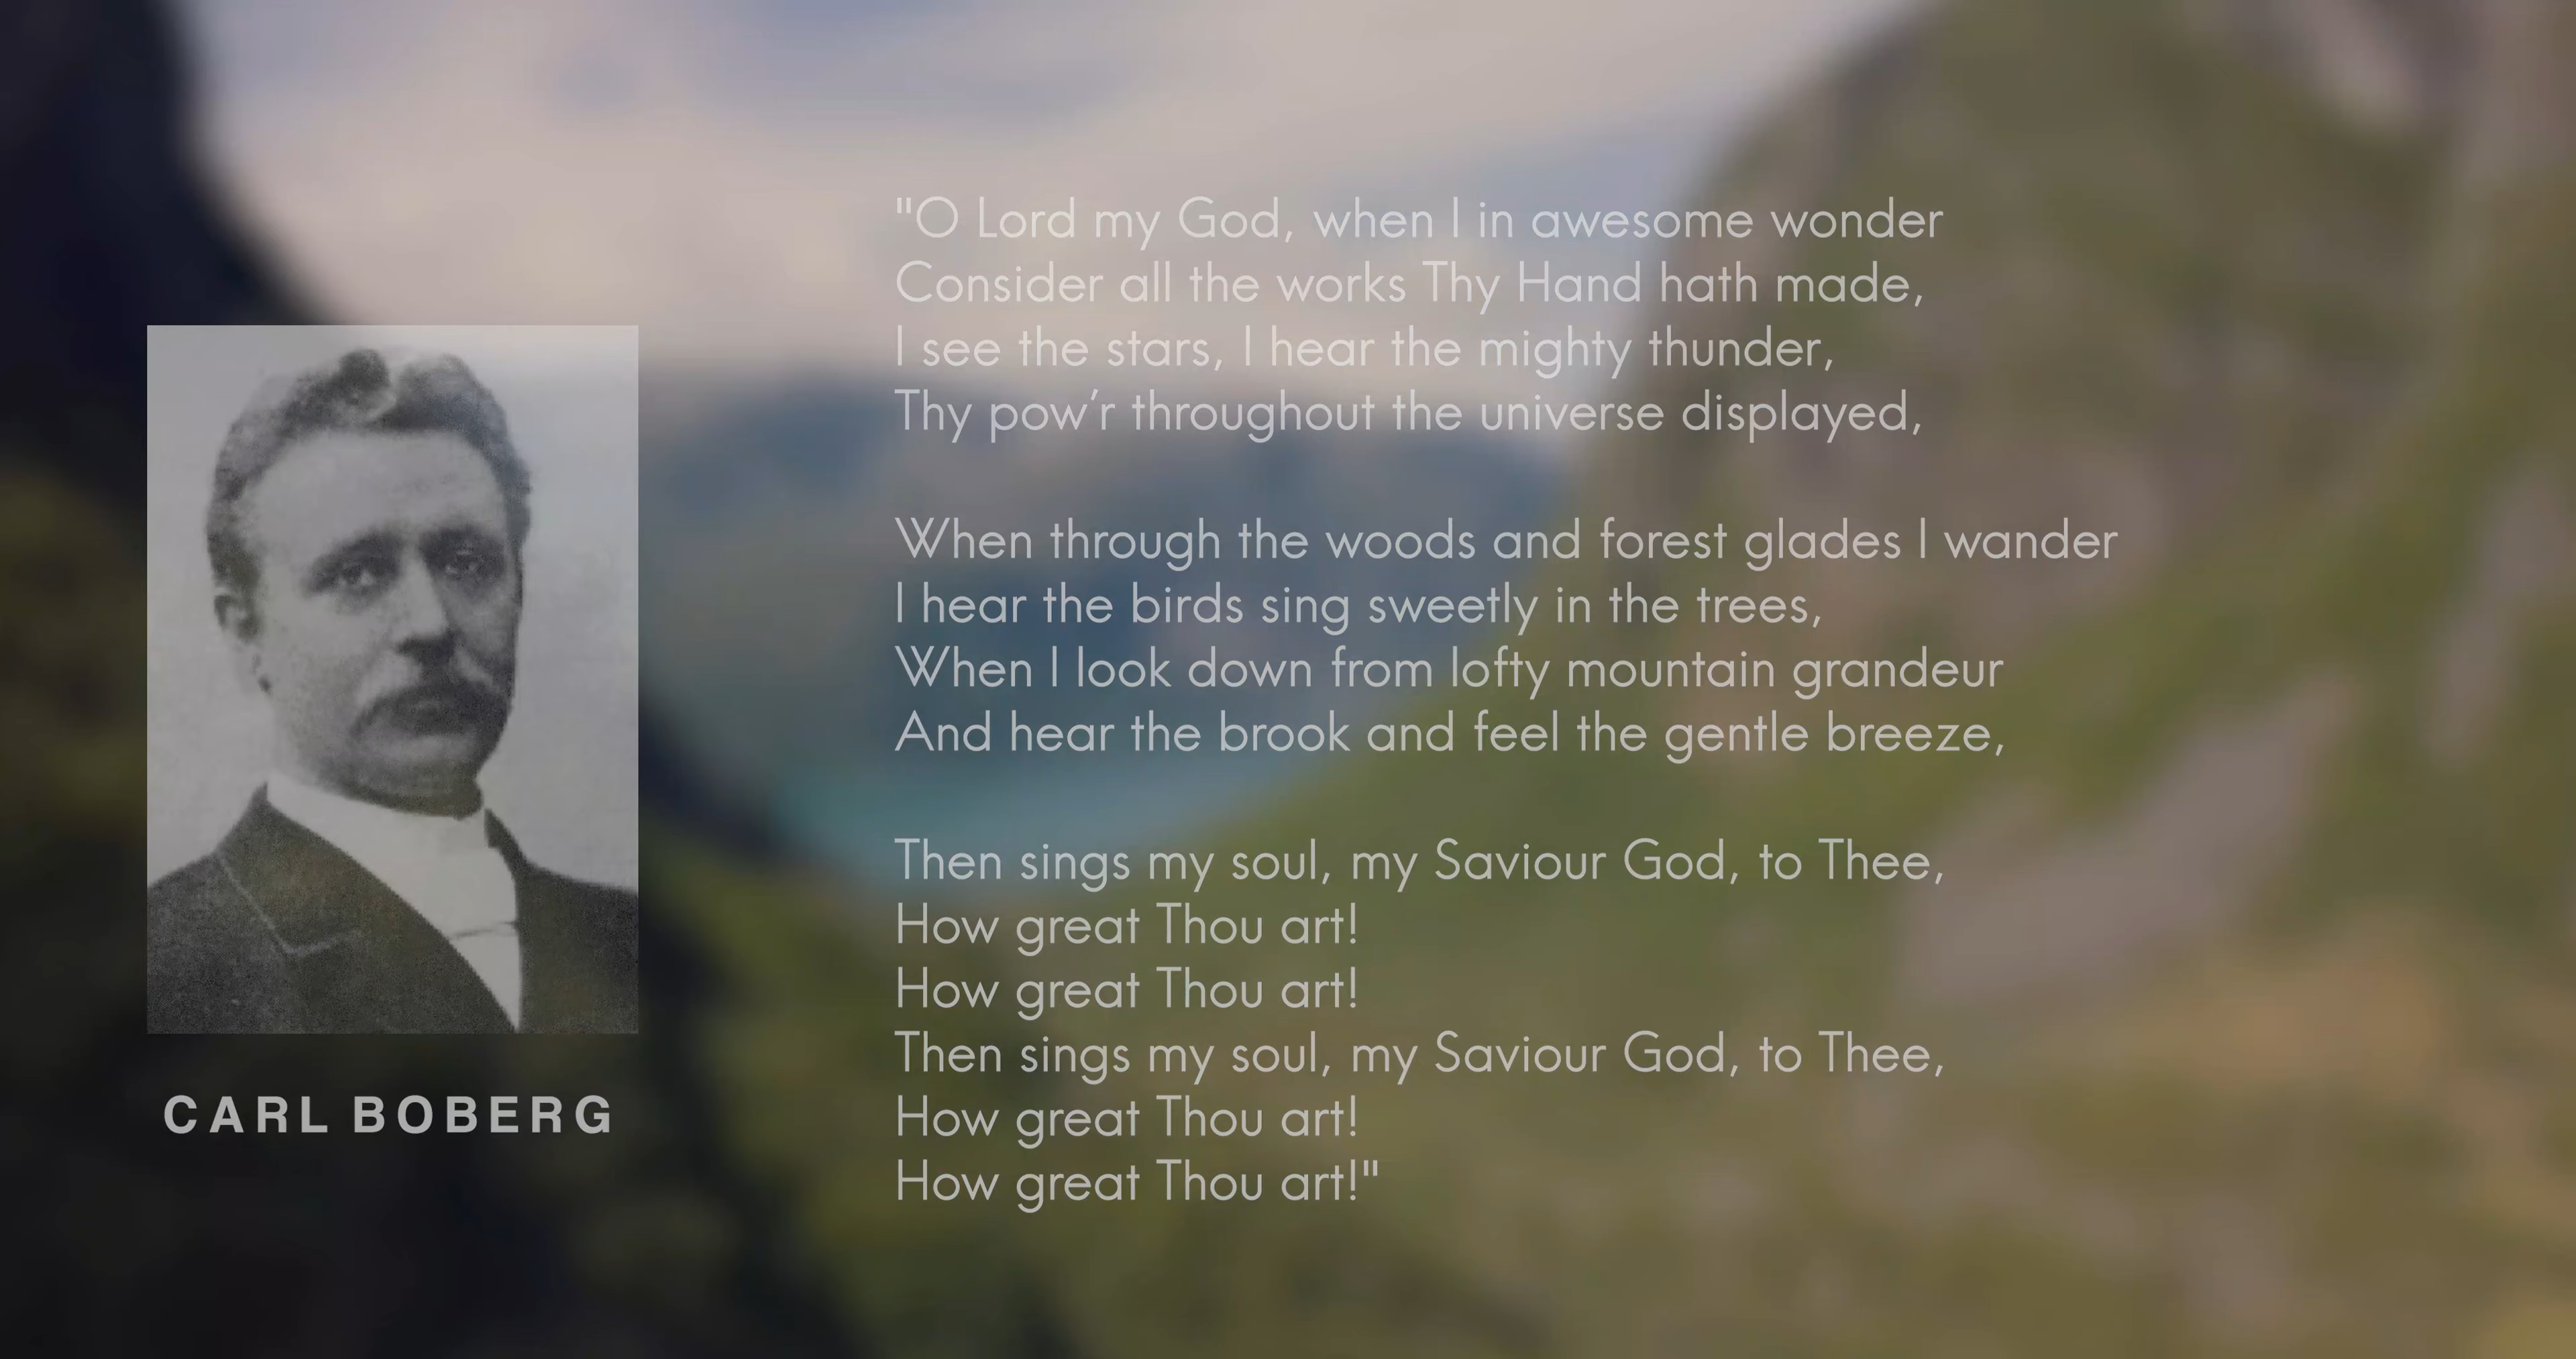 "O Lord my God, when I in awesome wonder
Consider all the works Thy Hand hath made,
I see the stars, I hear the mighty thunder,
Thy pow’r throughout the universe displayed,
When through the woods and forest glades I wander
I hear the birds sing sweetly in the trees,
When I look down from lofty mountain grandeur
And hear the brook and feel the gentle breeze,
Then sings my soul, my Saviour God, to Thee,
How great Thou art!
How great Thou art!
Then sings my soul, my Saviour God, to Thee,
How great Thou art!
How great Thou art!"
CARL BOBERG